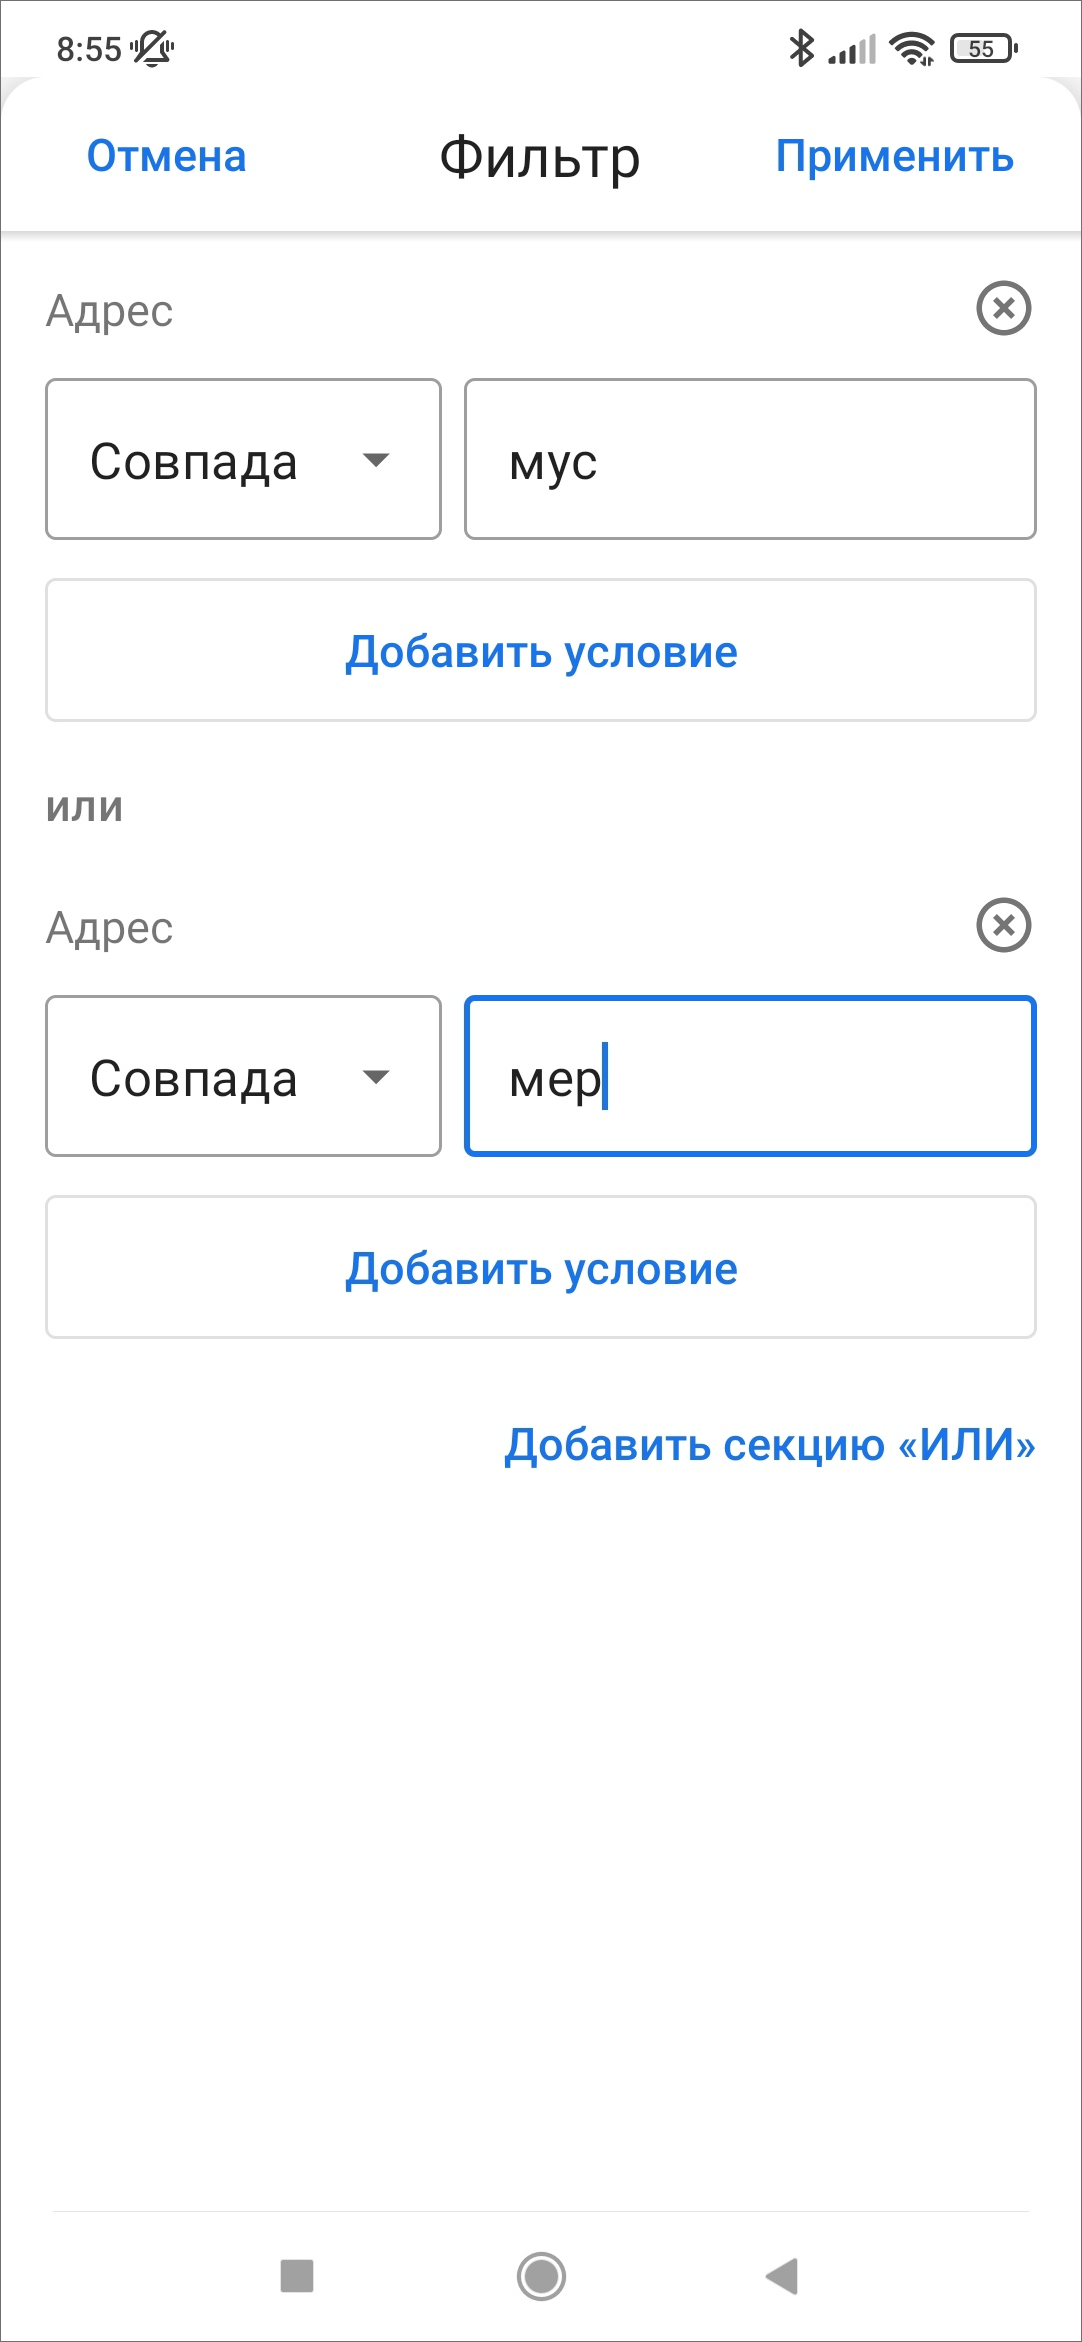 8:55 55
Отмена Фильтр Применить
Адрес
Совпада мус
Добавить условие
или
Адрес
Совпада мер
Добавить условие
Добавить секцию «ИЛИ»